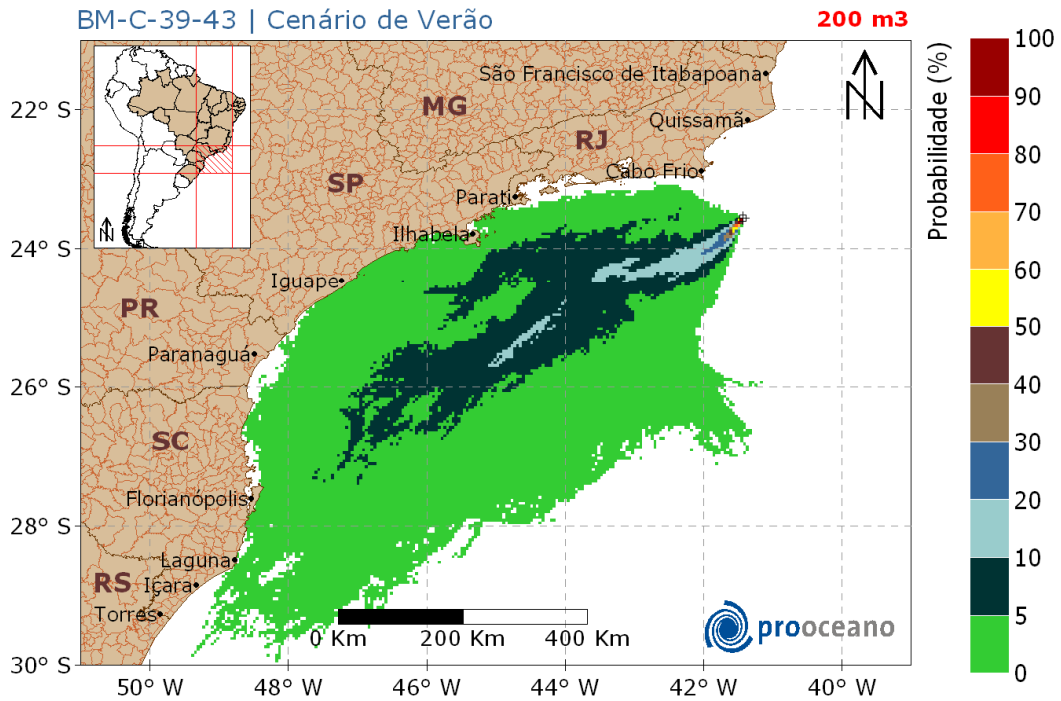 BM-C-39-43 | Cenário de Verão
200 m3
N
São Francisco de Itabapoana
22° S
MG
Quissamã
RJ
Cabo Frio
SP
Parati
Ilhabela
24° S
Iguape
PR
Paranaguá
26° S
SC
Florianópolis
28° S
Laguna
RS
Içara
Torres
0 Km 200 Km 400 Km
prooceano
30° S
50° W 48° W 46° W 44° W 42° W 40° W
N
Probabilidade (%)
100
90
80
70
60
50
40
30
20
10
5
0